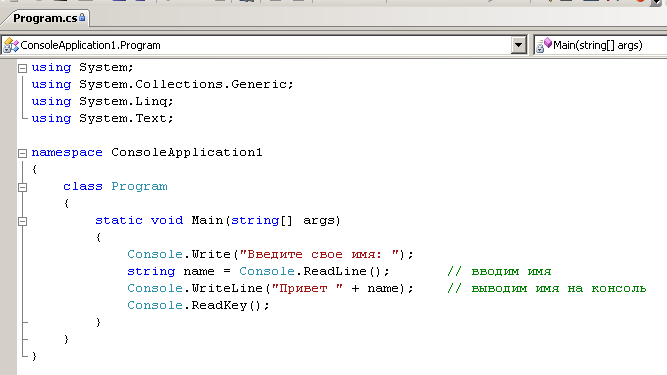 Program.cs
ConsoleApplication1.Program
Main(string[] args)
using System;
using System.Collections.Generic;
using System.Linq;
using System.Text;
namespace ConsoleApplication1
{
    class Program
    {
        static void Main(string[] args)
        {
            Console.Write("Введите свое имя: ");
            string name = Console.ReadLine();       // вводим имя
            Console.WriteLine("Привет " + name);    // выводим имя на консоль
            Console.ReadKey();
        }
    }
}